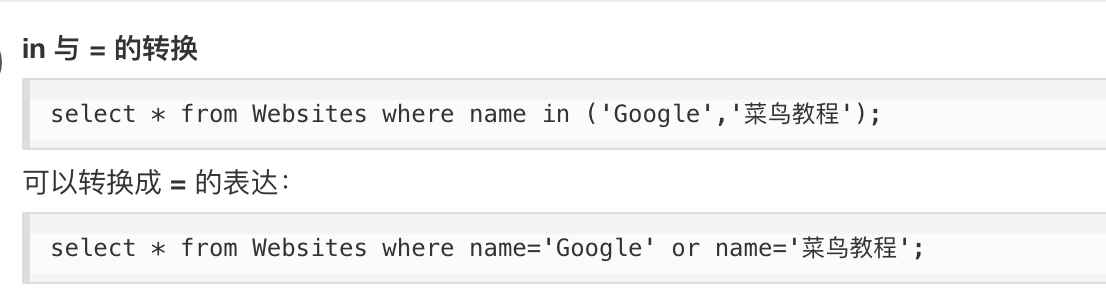 in 与 = 的转换
select * from Websites where name in ('Google','菜鸟教程');
可以转换成 = 的表达：
select * from Websites where name='Google' or name='菜鸟教程';